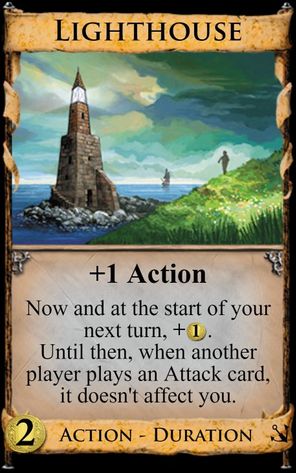 LIGHTHOUSE
+1 Action
Now and at the start of your
next turn, +1.
Until then, when another
player plays an Attack card,
it doesn't affect you.
2 ACTION - DURATION